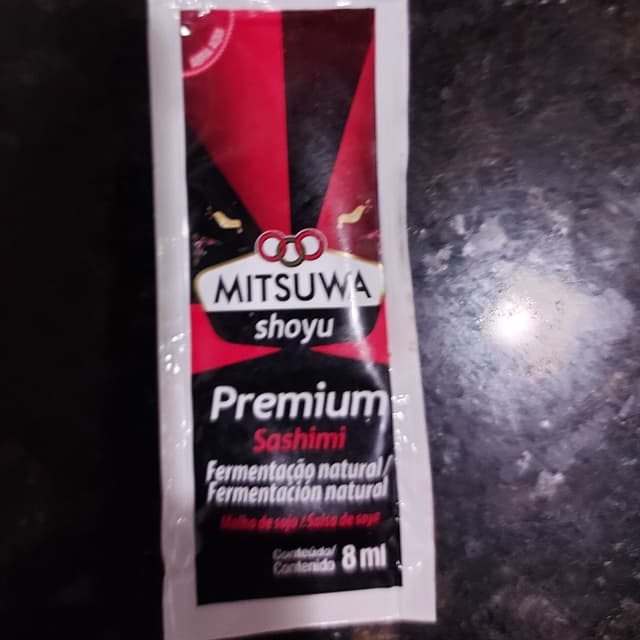 MITSUWA
shoyu
Premium
Sashimi
Fermentação natural/
Fermentación natural
Molho de soja / Salsa de soya
Conteúdo/
Contenido 8 ml